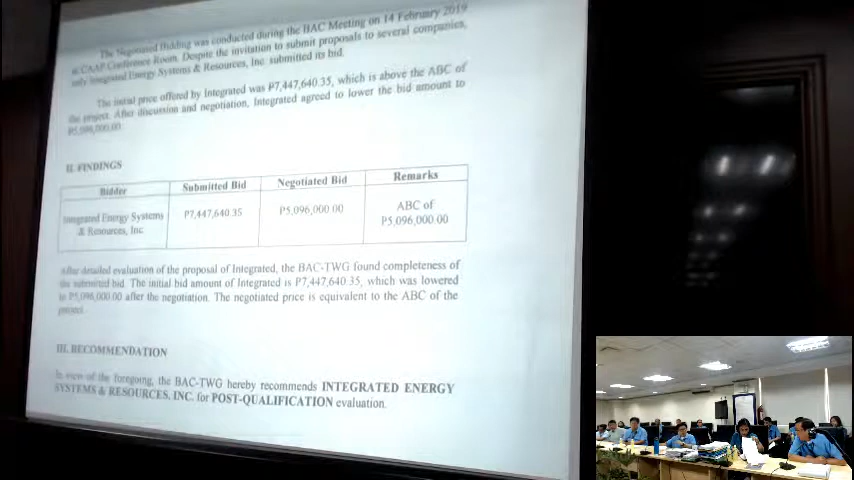 The Negotiated Bidding was conducted during the BAC Meeting on 14 February 2019
at CAAP Conference Room. Despite the invitation to submit proposals to several companies,
only Integrated Energy Systems & Resources, Inc submitted its bid.
The initial price offered by Integrated was ₱7,447,640.35, which is above the ABC of
the project. After discussion and negotiation, Integrated agreed to lower the bid amount to
₱5,096,000.00
II. FINDINGS
Bidder Submitted Bid Negotiated Bid Remarks
Integrated Energy Systems & Resources, Inc ₱7,447,640.35 ₱5,096,000.00 ABC of ₱5,096,000.00
After detailed evaluation of the proposal of Integrated, the BAC-TWG found completeness of
the submitted bid. The initial bid amount of Integrated is ₱7,447,640.35, which was lowered
to ₱5,096,000.00 after the negotiation. The negotiated price is equivalent to the ABC of the
project.
III. RECOMMENDATION
In view of the foregoing, the BAC-TWG hereby recommends INTEGRATED ENERGY
SYSTEMS & RESOURCES, INC. for POST-QUALIFICATION evaluation.